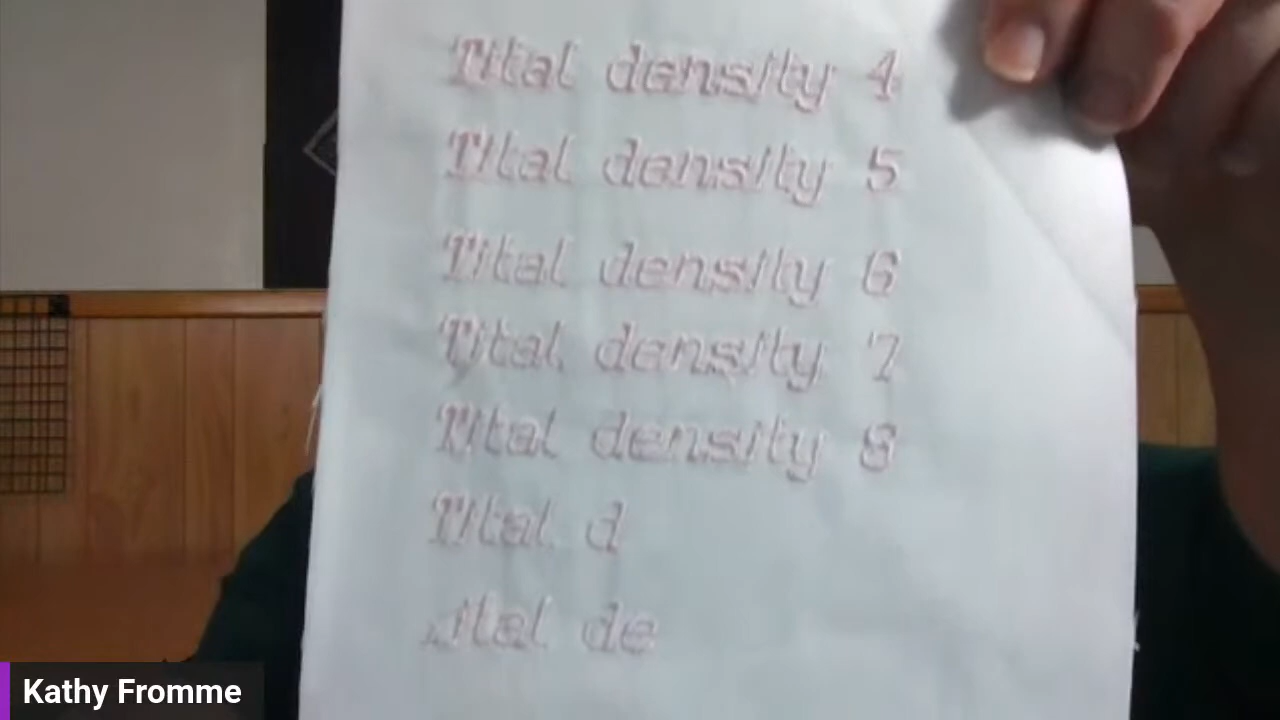 Tital density 4
Tital density 5
Tital density 6
Tital density 7
Tital density 8
Tital d
ital de
Kathy Fromme